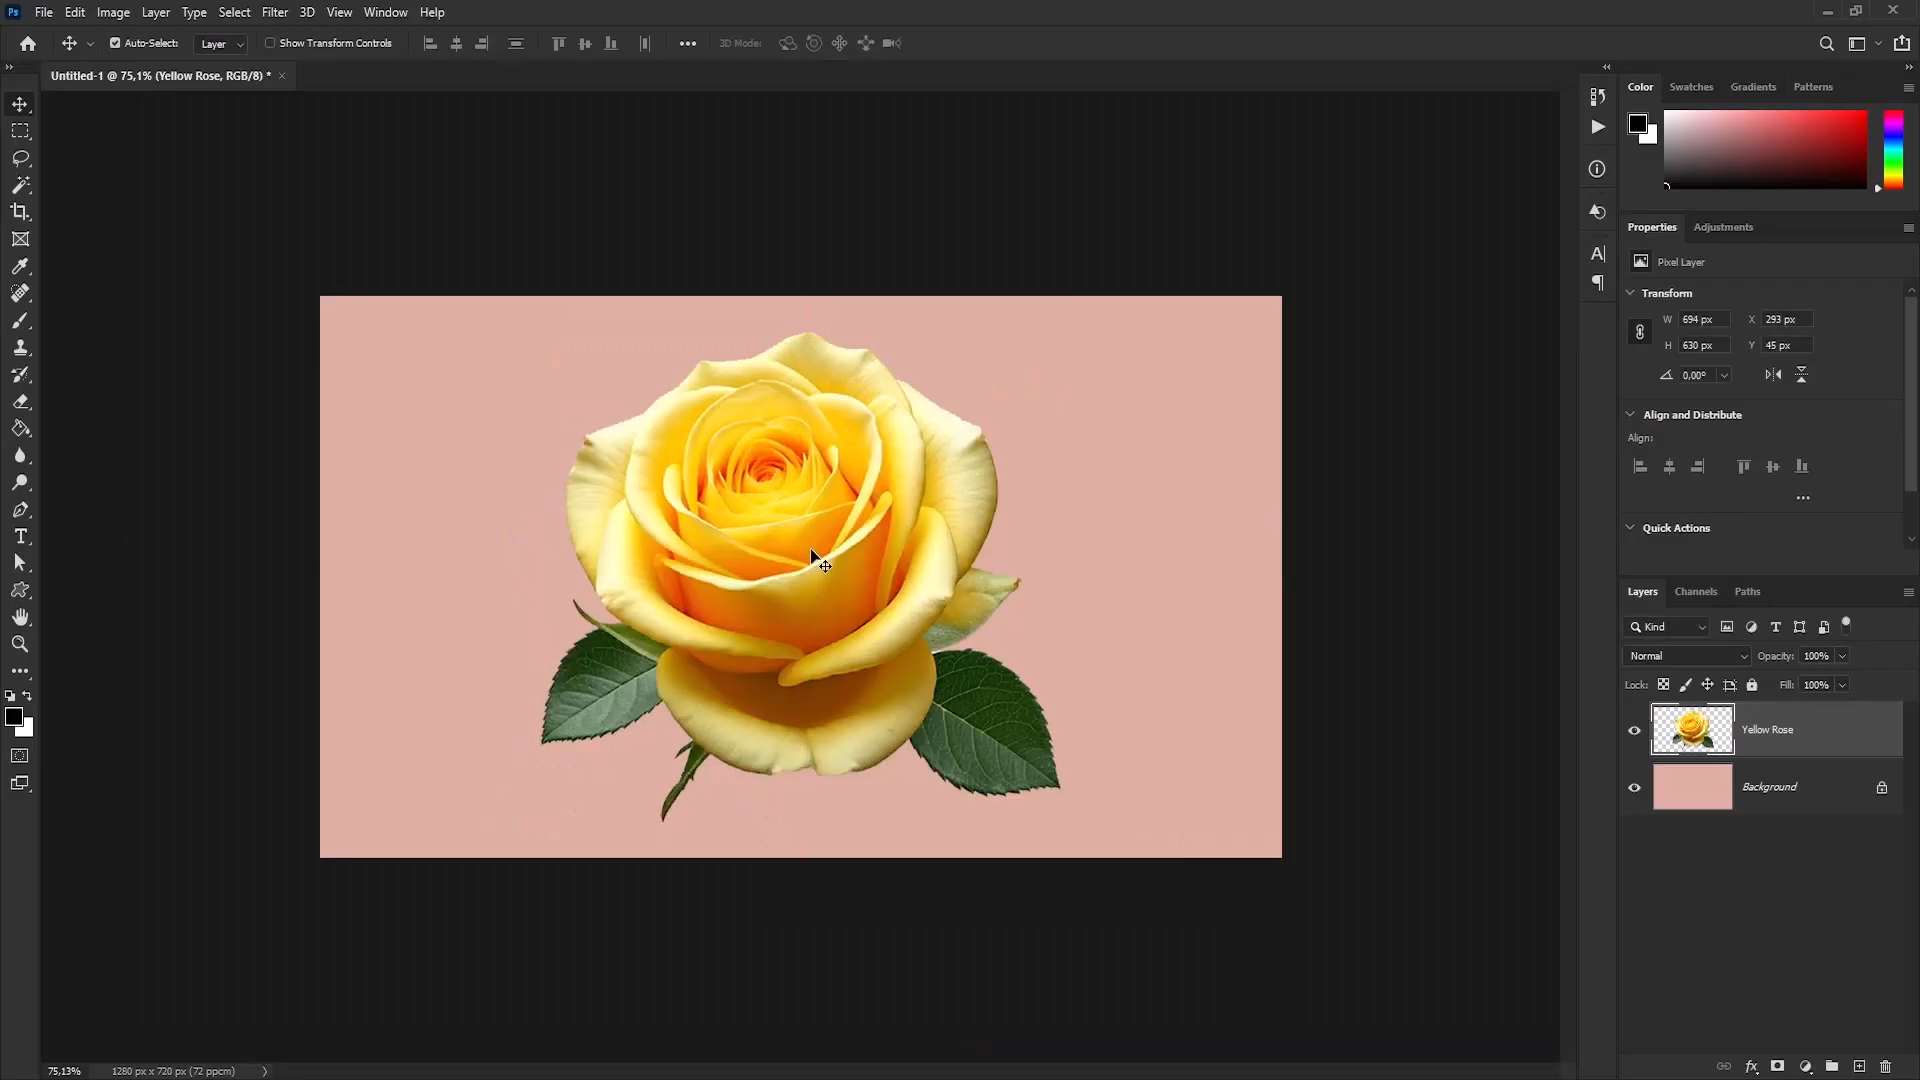 Ps File Edit Image Layer Type Select Filter 3D View Window Help
Auto-Select: Layer Show Transform Controls 3D Mode:
Untitled-1 @ 75,1% (Yellow Rose, RGB/8) *
Color Swatches Gradients Patterns
Properties Adjustments
Pixel Layer
Transform
W 694 px X 293 px
H 630 px Y 45 px
0,00°
Align and Distribute
Align:
Quick Actions
Layers Channels Paths
Kind
Normal Opacity: 100%
Lock: Fill: 100%
Yellow Rose
Background
75,13% 1280 px x 720 px (72 ppcm)